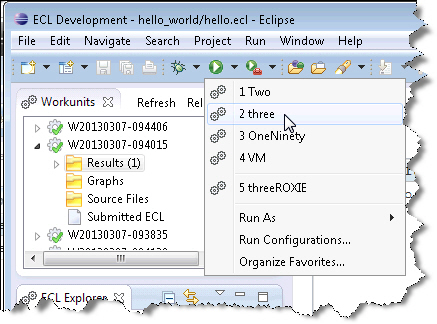 ECL Development - hello_world/hello.ecl - Eclipse
File Edit Navigate Search Project Run Window Help
Workunits Refresh Re
1 Two
W20130307-094406
2 three
W20130307-094015
3 OneNinety
Results (1)
4 VM
Graphs
Source Files
5 threeROXIE
Submitted ECL
Run As
W20130307-093835
Run Configurations...
Organize Favorites...
ECL Explorer